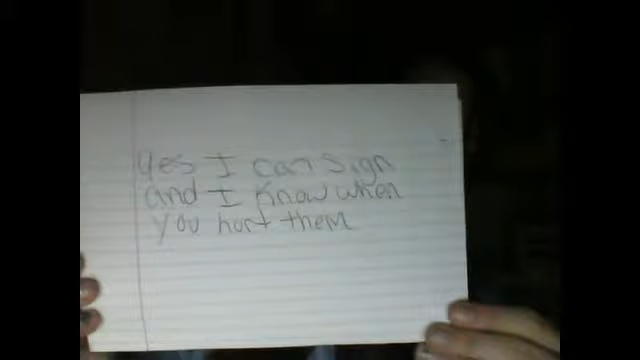 yes I can sign
and I know when
you hurt them